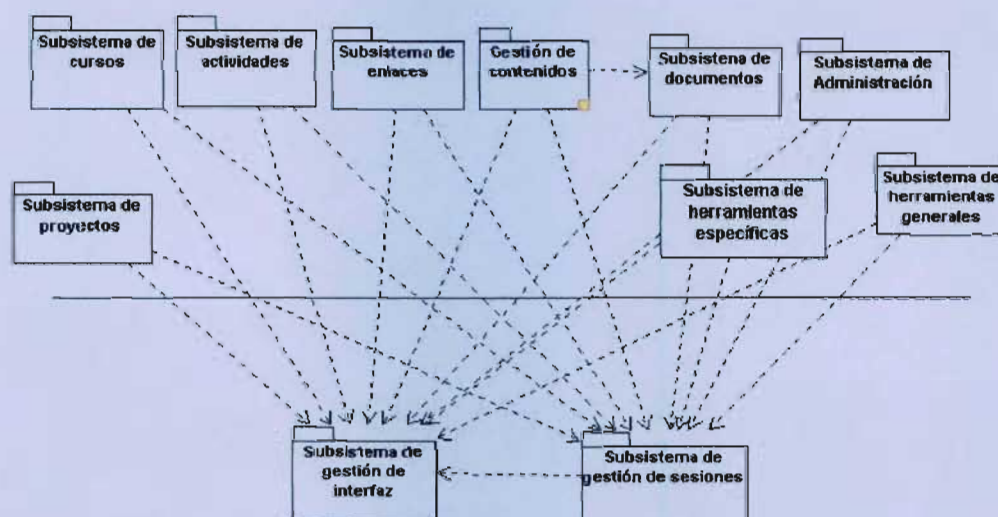 Subsistema de
cursos
Subsistema de
actividades
Subsistema de
enlaces
Gestión de
contenidos
Subsistena de
documentos
Subsistema de
Administración
Subsistema de
proyectos
Subsistema de
herramientas
específicas
Subsistema de
herramientas
generales
Subsistema de
gestión de
interfaz
Subsistema de
gestión de sesiones